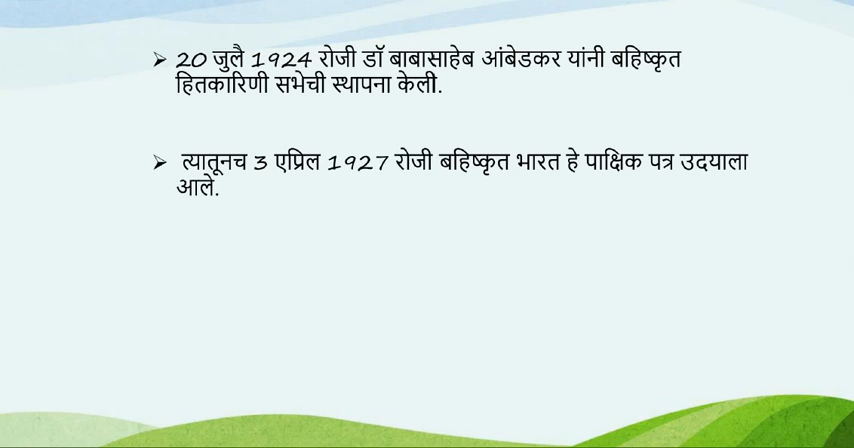 ➢ 20 जुलै 1924 रोजी डॉ बाबासाहेब आंबेडकर यांनी बहिष्कृत
हितकारिणी सभेची स्थापना केली.
➢ त्यातूनच 3 एप्रिल 1927 रोजी बहिष्कृत भारत हे पाक्षिक पत्र उदयाला
आले.